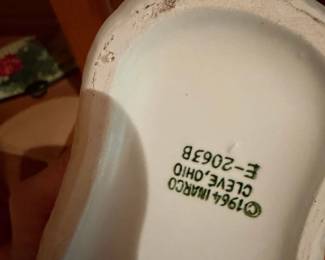 ©1964 INARCO
CLEVE, OHIO
E-2063B